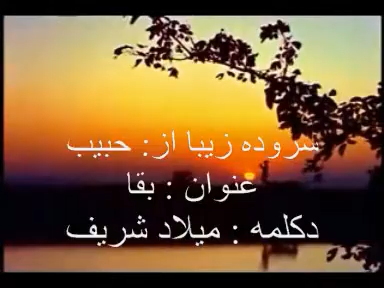 سروده زیبا از: حبیب
عنوان : بقا
دکلمه : میلاد شریف